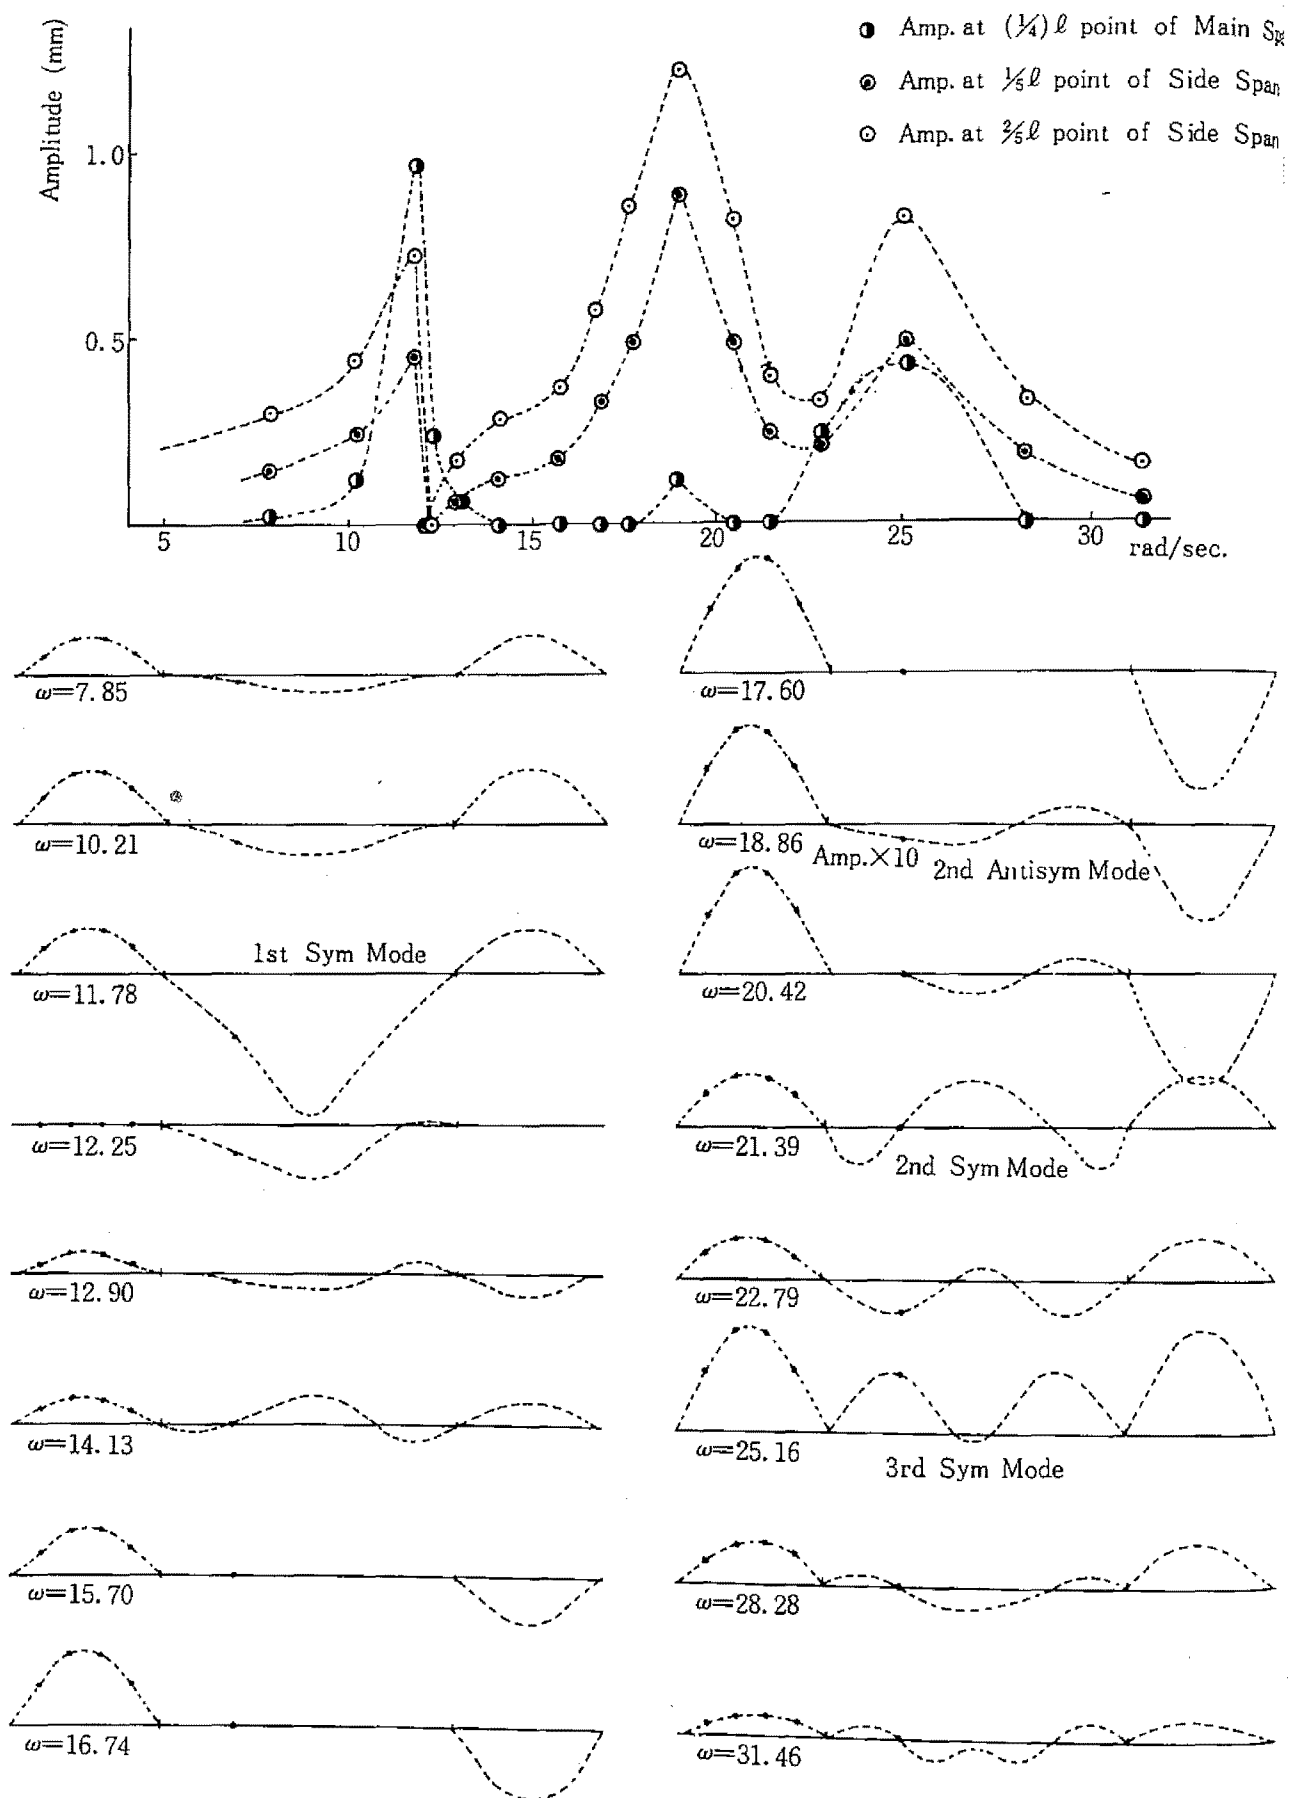 Amplitude (mm)
1.0
0.5
Amp. at (1/4) ℓ point of Main
Amp. at 1/5 ℓ point of Side Span
Amp. at 2/5 ℓ point of Side Span
5 10 15 20 25 30 rad/sec.
ω=7.85
ω=10.21
1st Sym Mode
ω=11.78
ω=12.25
ω=12.90
ω=14.13
ω=15.70
ω=16.74
ω=17.60
ω=18.86 Amp.×10 2nd Antisym Mode
ω=20.42
ω=21.39
2nd Sym Mode
ω=22.79
ω=25.16
3rd Sym Mode
ω=28.28
ω=31.46